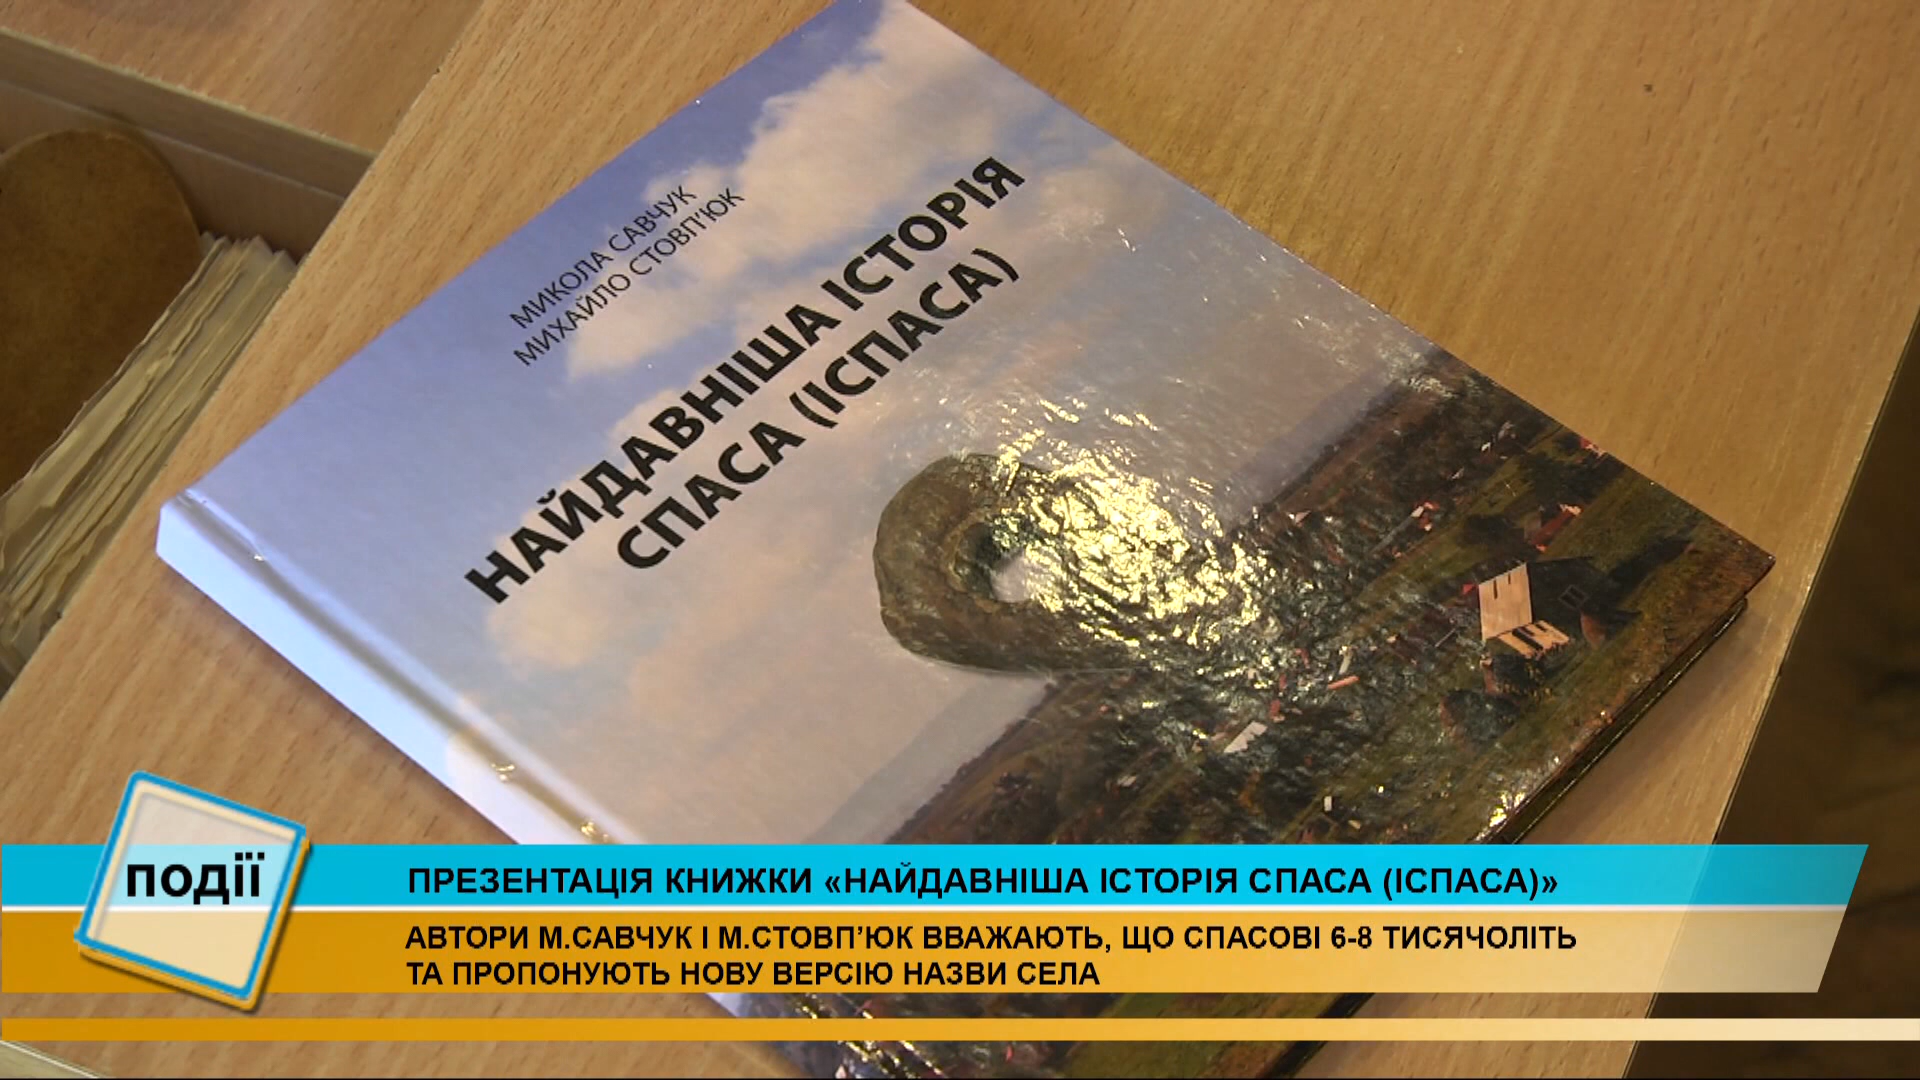 МИКОЛА САВЧУК
МИХАЙЛО СТОВП'ЮК
НАЙДАВНІША ІСТОРІЯ
СПАСА (ІСПАСА)
події
ПРЕЗЕНТАЦІЯ КНИЖКИ «НАЙДАВНІША ІСТОРІЯ СПАСА (ІСПАСА)»
АВТОРИ М.САВЧУК І М.СТОВП’ЮК ВВАЖАЮТЬ, ЩО СПАСОВІ 6-8 ТИСЯЧОЛІТЬ
ТА ПРОПОНУЮТЬ НОВУ ВЕРСІЮ НАЗВИ СЕЛА